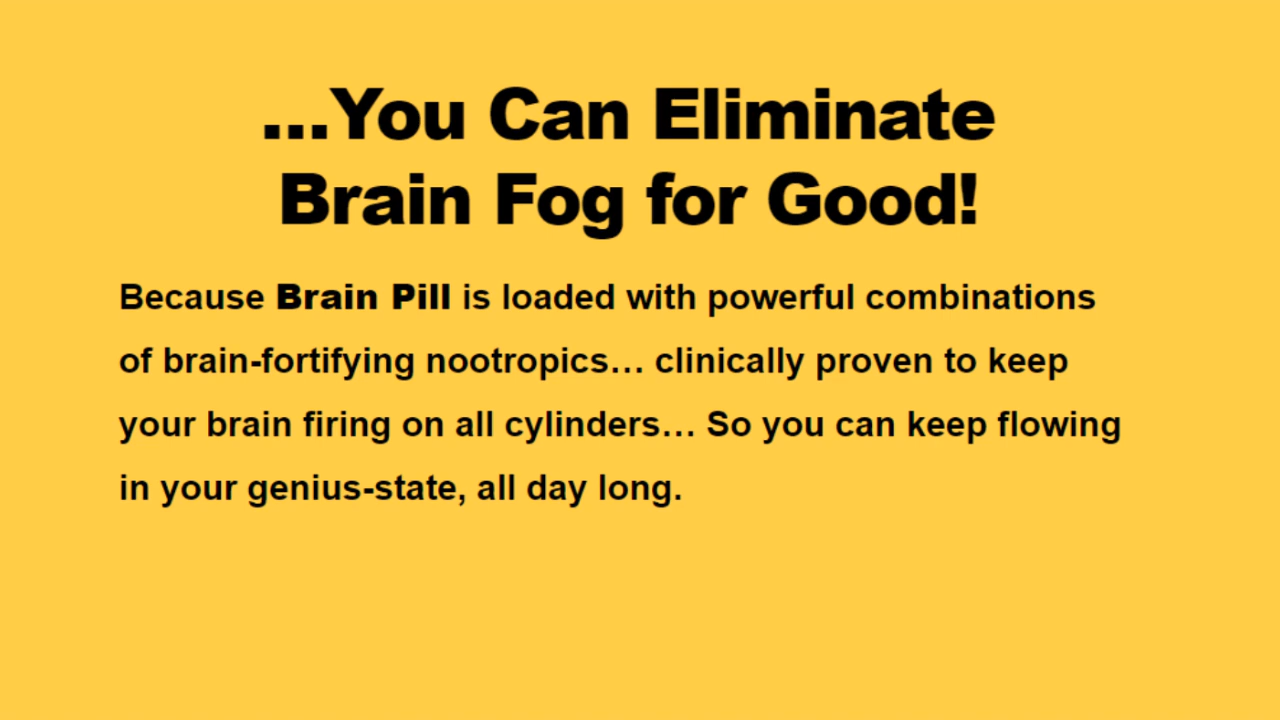 ...You Can Eliminate
Brain Fog for Good!
Because Brain Pill is loaded with powerful combinations
of brain-fortifying nootropics… clinically proven to keep
your brain firing on all cylinders… So you can keep flowing
in your genius-state, all day long.